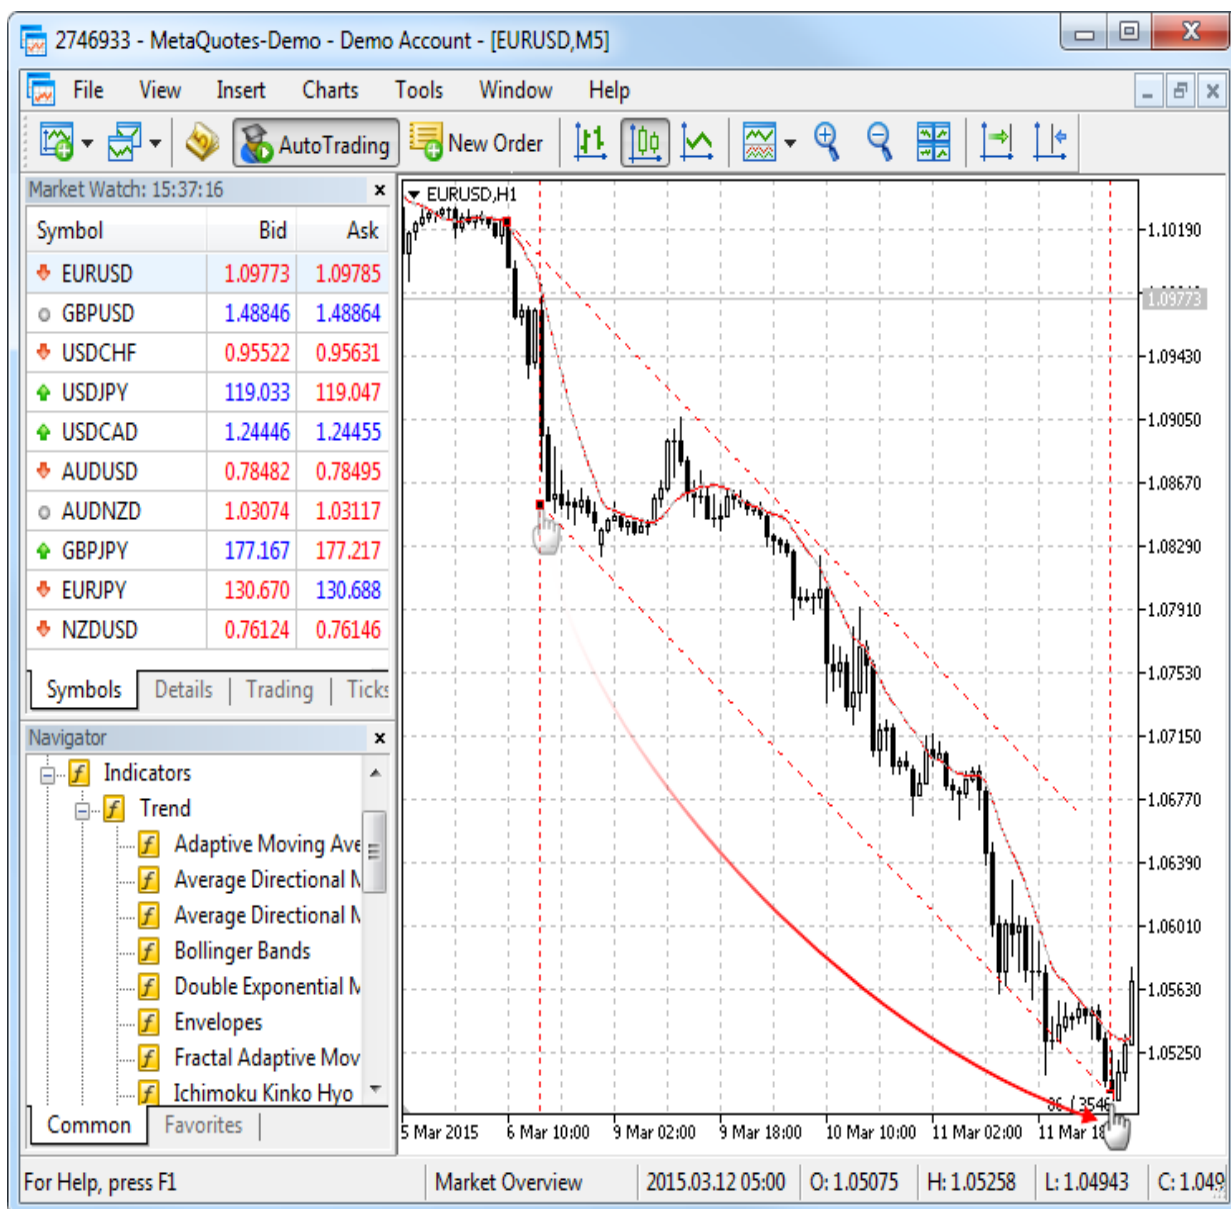 2746933 - MetaQuotes-Demo - Demo Account - [EURUSD,M5]
File View Insert Charts Tools Window Help
AutoTrading New Order
Market Watch: 15:37:16
Symbol Bid Ask
EURUSD 1.09773 1.09785
GBPUSD 1.48846 1.48864
USDCHF 0.95522 0.95631
USDJPY 119.033 119.047
USDCAD 1.24446 1.24455
AUDUSD 0.78482 0.78495
AUDNZD 1.03074 1.03117
GBPJPY 177.167 177.217
EURJPY 130.670 130.688
NZDUSD 0.76124 0.76146
Symbols Details | Trading | Ticks
Navigator
Indicators
Trend
Adaptive Moving Ave
Average Directional M
Average Directional M
Bollinger Bands
Double Exponential M
Envelopes
Fractal Adaptive Mov
Ichimoku Kinko Hyo
Common Favorites |
EURUSD,H1
1.10190
1.09773
1.09430
1.09050
1.08670
1.08290
1.07910
1.07530
1.07150
1.06770
1.06390
1.06010
1.05630
1.05250
86 / 3546
5 Mar 2015 6 Mar 10:00 9 Mar 02:00 9 Mar 18:00 10 Mar 10:00 11 Mar 02:00 11 Mar 18
For Help, press F1 Market Overview 2015.03.12 05:00 O: 1.05075 H: 1.05258 L: 1.04943 C: 1.049